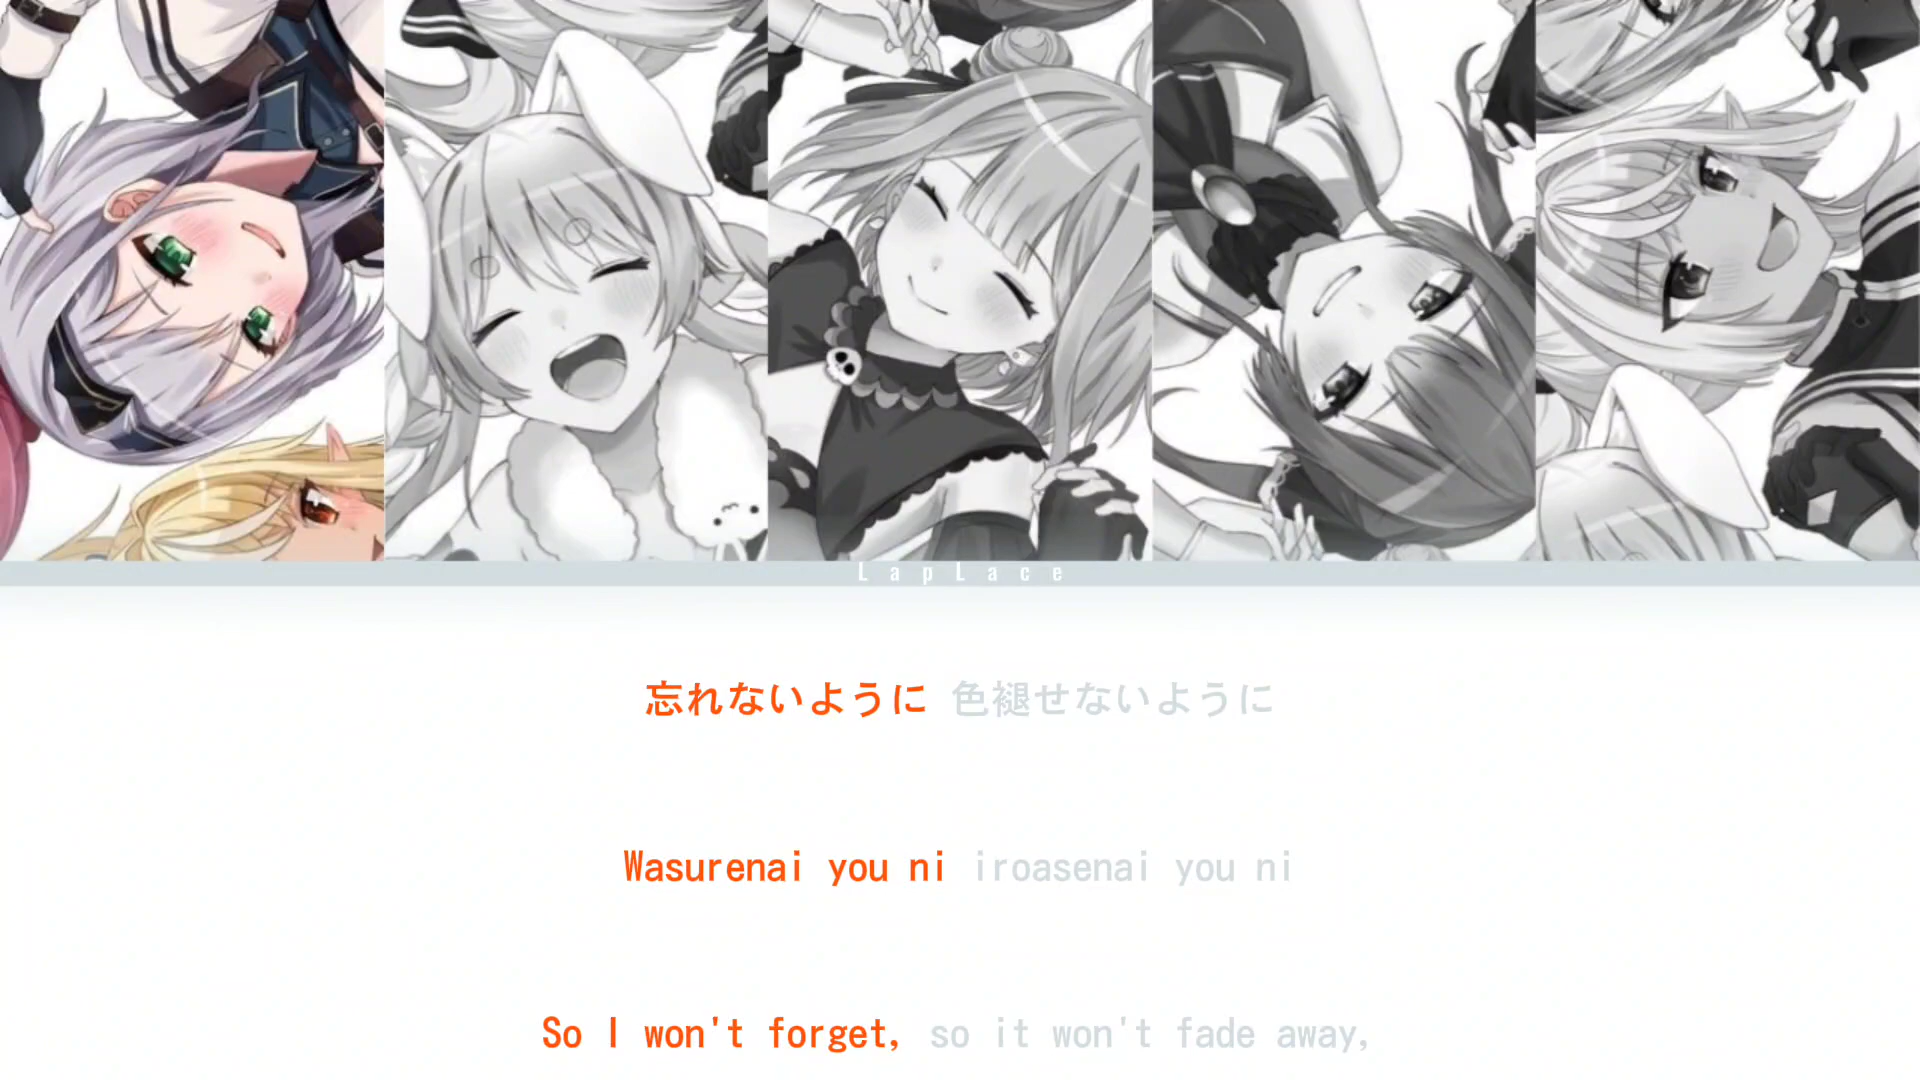 LapLace
忘れないように 色褪せないように
Wasurenai you ni iroasenai you ni
So I won't forget, so it won't fade away,